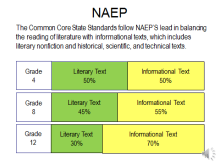 NAEP
The Common Core State Standards follow NAEP'S lead in balancing
the reading of literature with informational texts, which includes
literary nonfiction and historical, scientific, and technical texts.
Grade
4
Literary Text
50%
Informational Text
50%
Grade
8
Literary Text
45%
Informational Text
55%
Grade
12
Literary Text
30%
Informational Text
70%